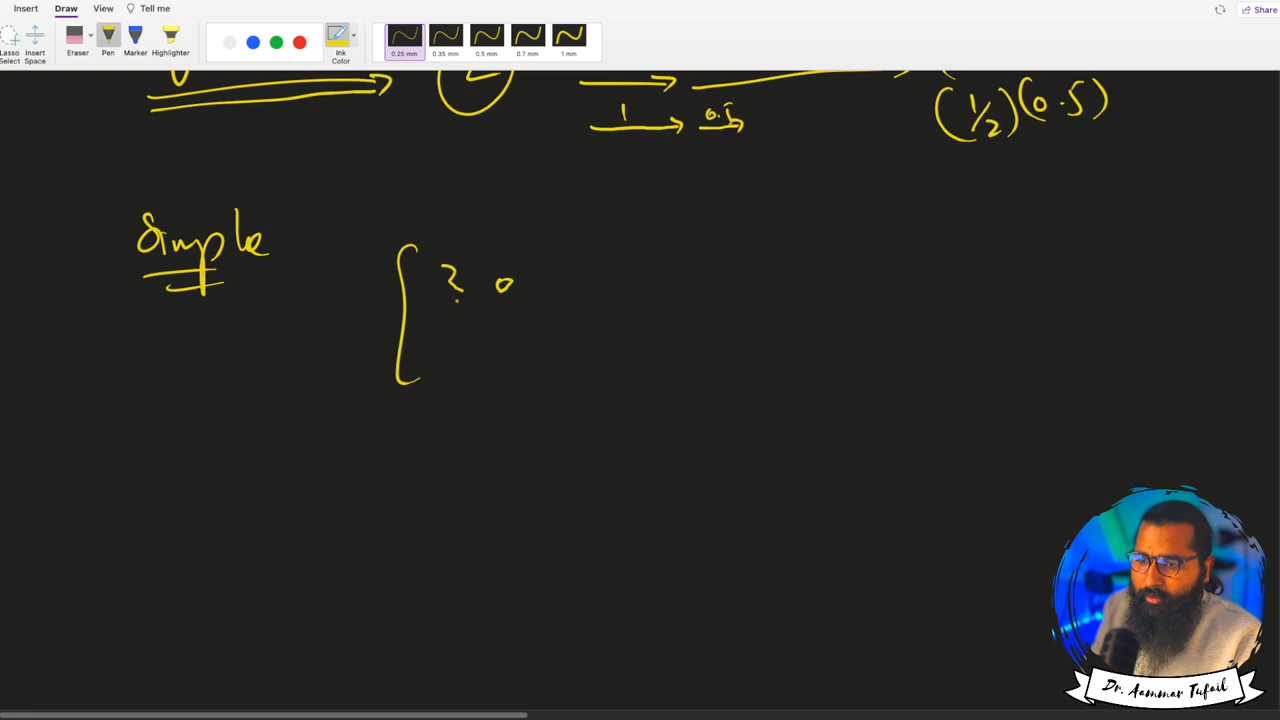 Insert Draw View Tell me
Share
Lasso Select
Insert Space
Eraser
Pen
Marker
Highlighter
Ink Color
0.25 mm
0.35 mm
0.5 mm
0.7 mm
1 mm
1 0.5
(1/2)(0.5)
Simple
2 0
Dr. Aammar Tufail